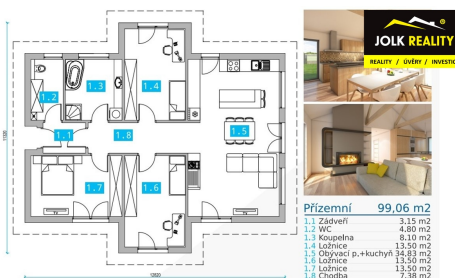 JOLK REALITY
REALITY / ÚVĚRY / INVESTIC
1.2
1.3
1.4
1.1
1.8
1.5
1.7
1.6
Přízemní 99,06 m2
1.1 Zádveří 3,15 m2
1.2 WC 4.80 m2
1.3 Koupelna 8.10 m2
1.4 Ložnice 13.50 m2
1.5 Obývací p,+kuchyň 34,83 m2
1.6 Ložnice 13.50 m2
1.7 Ložnice 13.50 m2
1.8 Chodba 7.38 m2